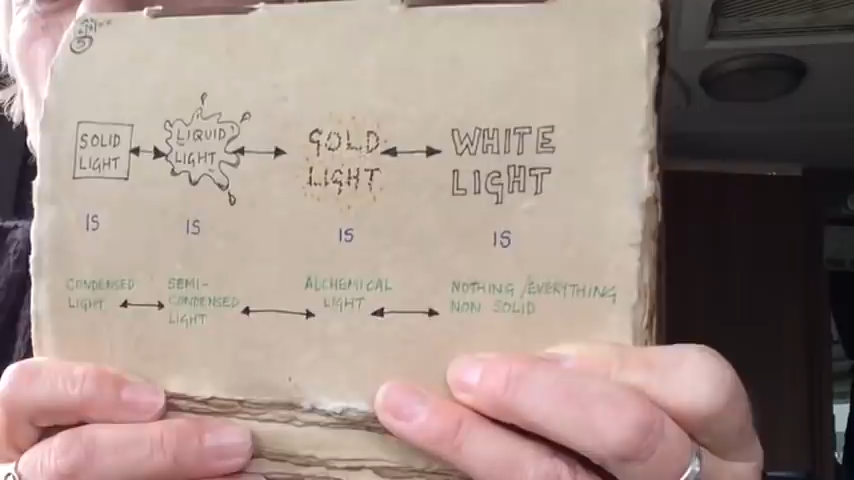 SOLID
LIGHT
LIQUID
LIGHT
GOLD
LIGHT
WHITE
LIGHT
IS
IS
IS
IS
CONDENSED
LIGHT
SEMI-
CONDENSED
LIGHT
ALCHEMICAL
LIGHT
NOTHING/EVERYTHING
NON SOLID